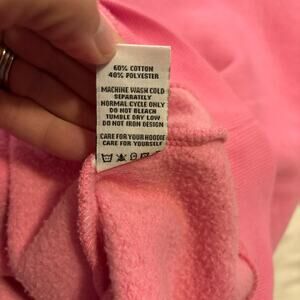 60% COTTON
40% POLYESTER
MACHINE WASH COLD
SEPARATELY
NORMAL CYCLE ONLY
DO NOT BLEACH
TUMBLE DRY LOW
DO NOT IRON DESIGN
CARE FOR YOUR HOODIE
CARE FOR YOURSELF